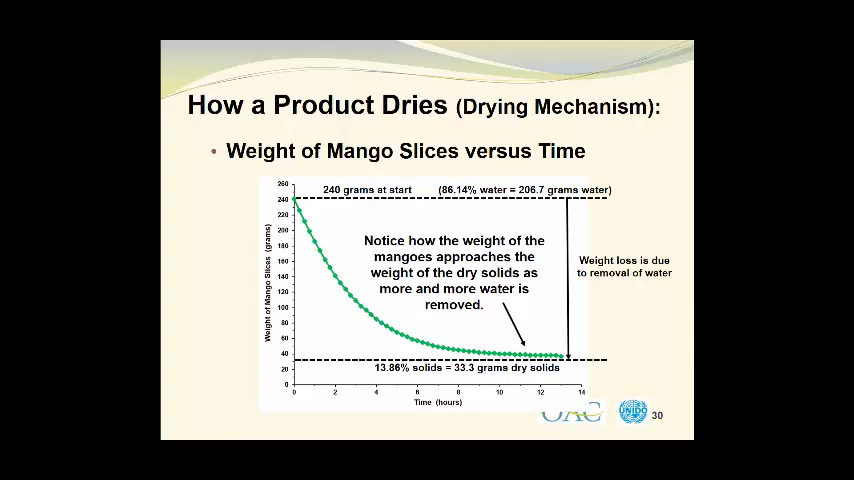 How a Product Dries (Drying Mechanism):
• Weight of Mango Slices versus Time
260
240
220
200
180
160
140
120
100
80
60
40
20
0
Weight of Mango Slices (grams)
240 grams at start (86.14% water = 206.7 grams water)
Notice how the weight of the
mangoes approaches the
weight of the dry solids as
more and more water is
removed.
Weight loss is due
to removal of water
13.86% solids = 33.3 grams dry solids
0 2 4 6 8 10 12 14
Time (hours)
OAC
UNIDO
30